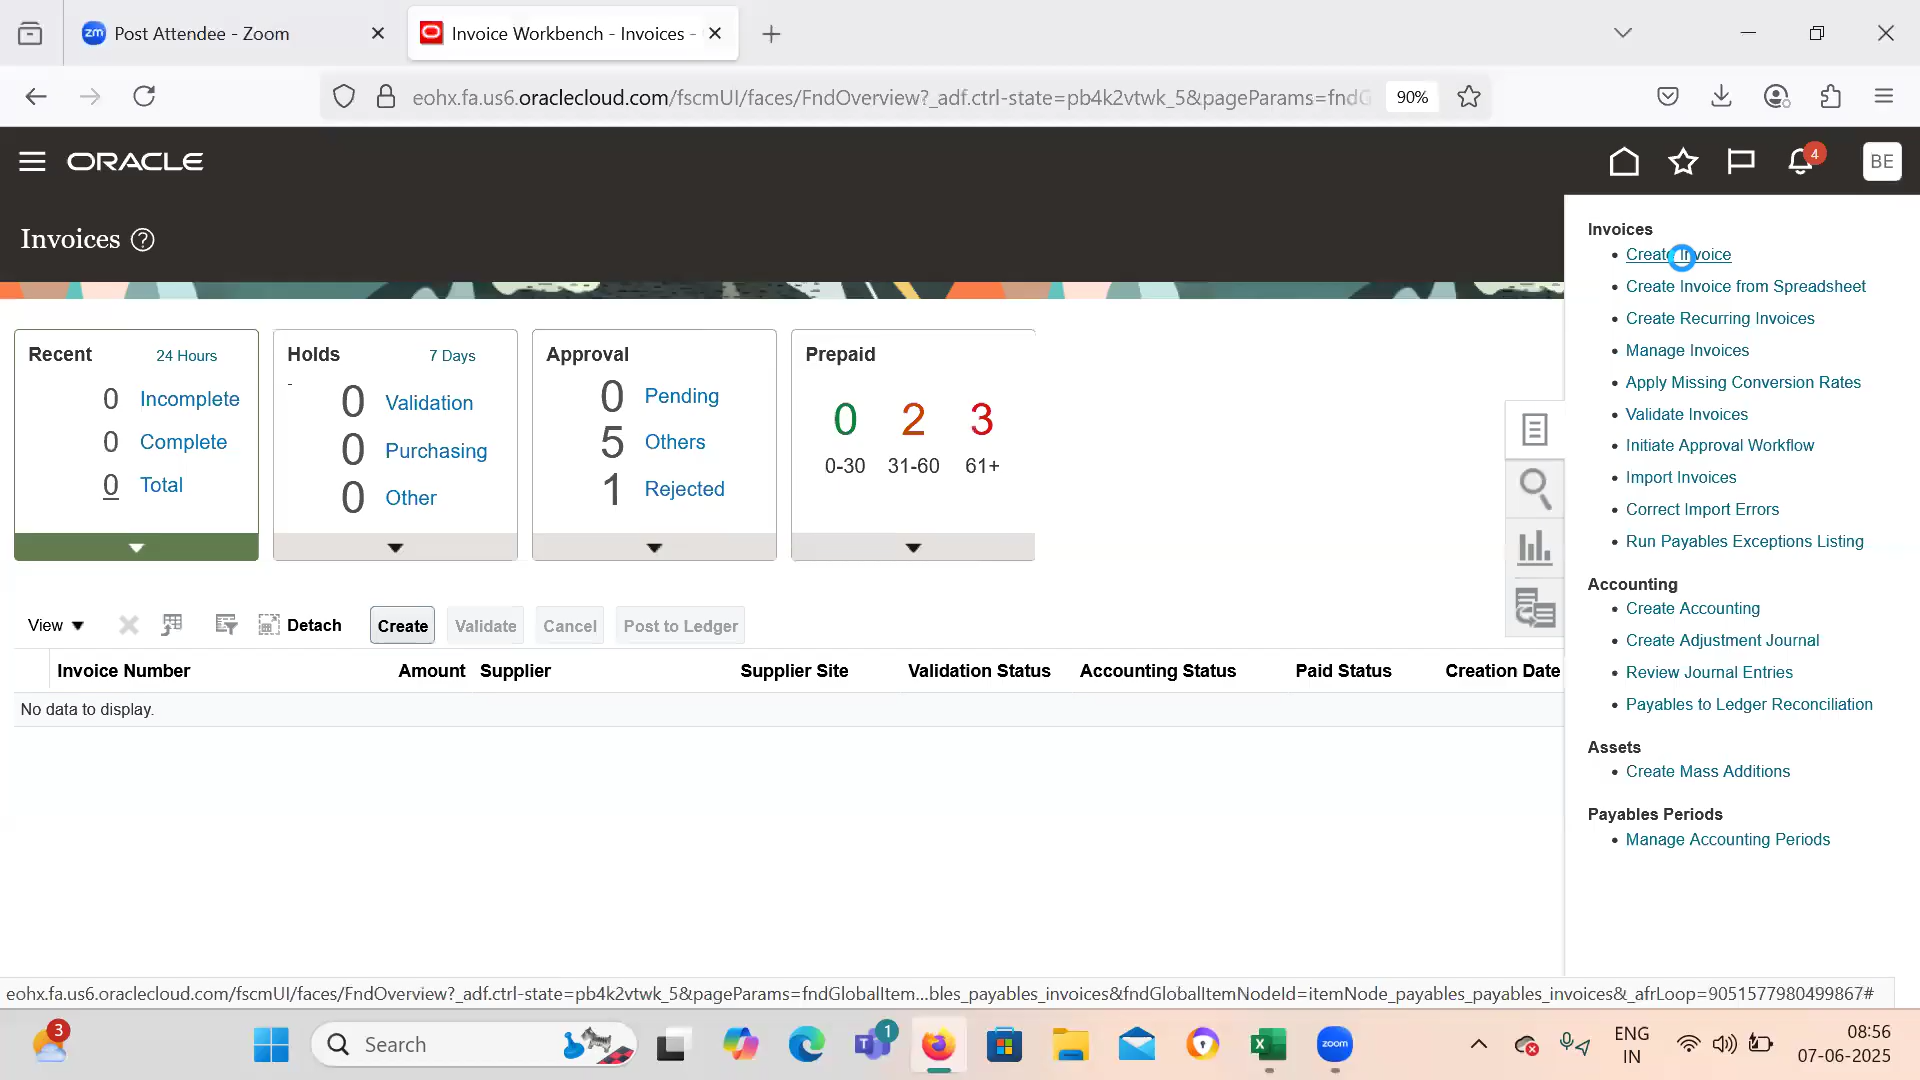 Post Attendee - Zoom
Invoice Workbench - Invoices -
eohx.fa.us6.oraclecloud.com/fscmUI/faces/FndOverview?_adf.ctrl-state=pb4k2vtwk_5&pageParams=fndG
90%
ORACLE
4
BE
Invoices
Recent 24 Hours
0 Incomplete
0 Complete
0 Total
Holds 7 Days
-
0 Validation
0 Purchasing
0 Other
Approval
0 Pending
5 Others
1 Rejected
Prepaid
0 2 3
0-30 31-60 61+
View Detach Create Validate Cancel Post to Ledger
Invoice Number Amount Supplier Supplier Site Validation Status Accounting Status Paid Status Creation Date
No data to display.
Invoices
Create Invoice
Create Invoice from Spreadsheet
Create Recurring Invoices
Manage Invoices
Apply Missing Conversion Rates
Validate Invoices
Initiate Approval Workflow
Import Invoices
Correct Import Errors
Run Payables Exceptions Listing
Accounting
Create Accounting
Create Adjustment Journal
Review Journal Entries
Payables to Ledger Reconciliation
Assets
Create Mass Additions
Payables Periods
Manage Accounting Periods
eohx.fa.us6.oraclecloud.com/fscmUI/faces/FndOverview?_adf.ctrl-state=pb4k2vtwk_5&pageParams=fndGlobalItem...bles_payables_invoices&fndGlobalItemNodeId=itemNode_payables_payables_invoices&_afrLoop=9051577980499867#
3
Search
1
zoom
ENG
IN
08:56
07-06-2025